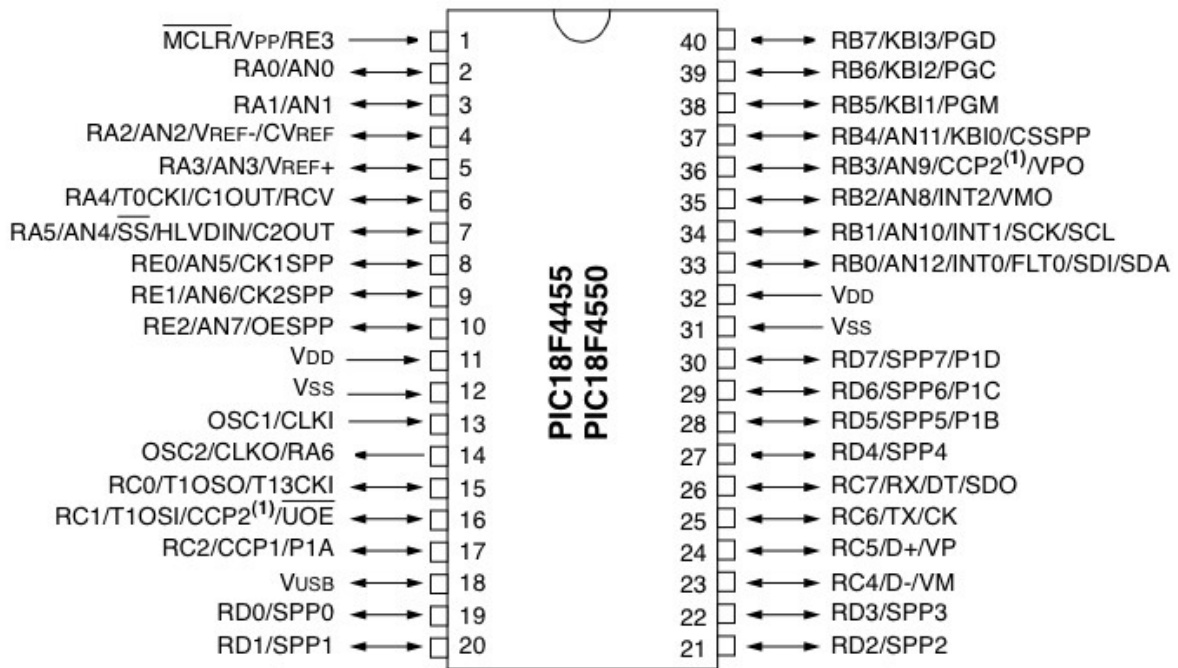 MCLR/VPP/RE3 1 40 RB7/KBI3/PGD
RA0/AN0 2 39 RB6/KBI2/PGC
RA1/AN1 3 38 RB5/KBI1/PGM
RA2/AN2/VREF-/CVREF 4 37 RB4/AN11/KBI0/CSSPP
RA3/AN3/VREF+ 5 36 RB3/AN9/CCP2(1)/VPO
RA4/T0CKI/C1OUT/RCV 6 35 RB2/AN8/INT2/VMO
RA5/AN4/SS/HLVDIN/C2OUT 7 34 RB1/AN10/INT1/SCK/SCL
RE0/AN5/CK1SPP 8 33 RB0/AN12/INT0/FLT0/SDI/SDA
RE1/AN6/CK2SPP 9 32 VDD
RE2/AN7/OESPP 10 31 VSS
VDD 11 30 RD7/SPP7/P1D
VSS 12 29 RD6/SPP6/P1C
OSC1/CLKI 13 28 RD5/SPP5/P1B
OSC2/CLKO/RA6 14 27 RD4/SPP4
RC0/T1OSO/T13CKI 15 26 RC7/RX/DT/SDO
RC1/T1OSI/CCP2(1)/UOE 16 25 RC6/TX/CK
RC2/CCP1/P1A 17 24 RC5/D+/VP
VUSB 18 23 RC4/D-/VM
RD0/SPP0 19 22 RD3/SPP3
RD1/SPP1 20 21 RD2/SPP2
PIC18F4455
PIC18F4550